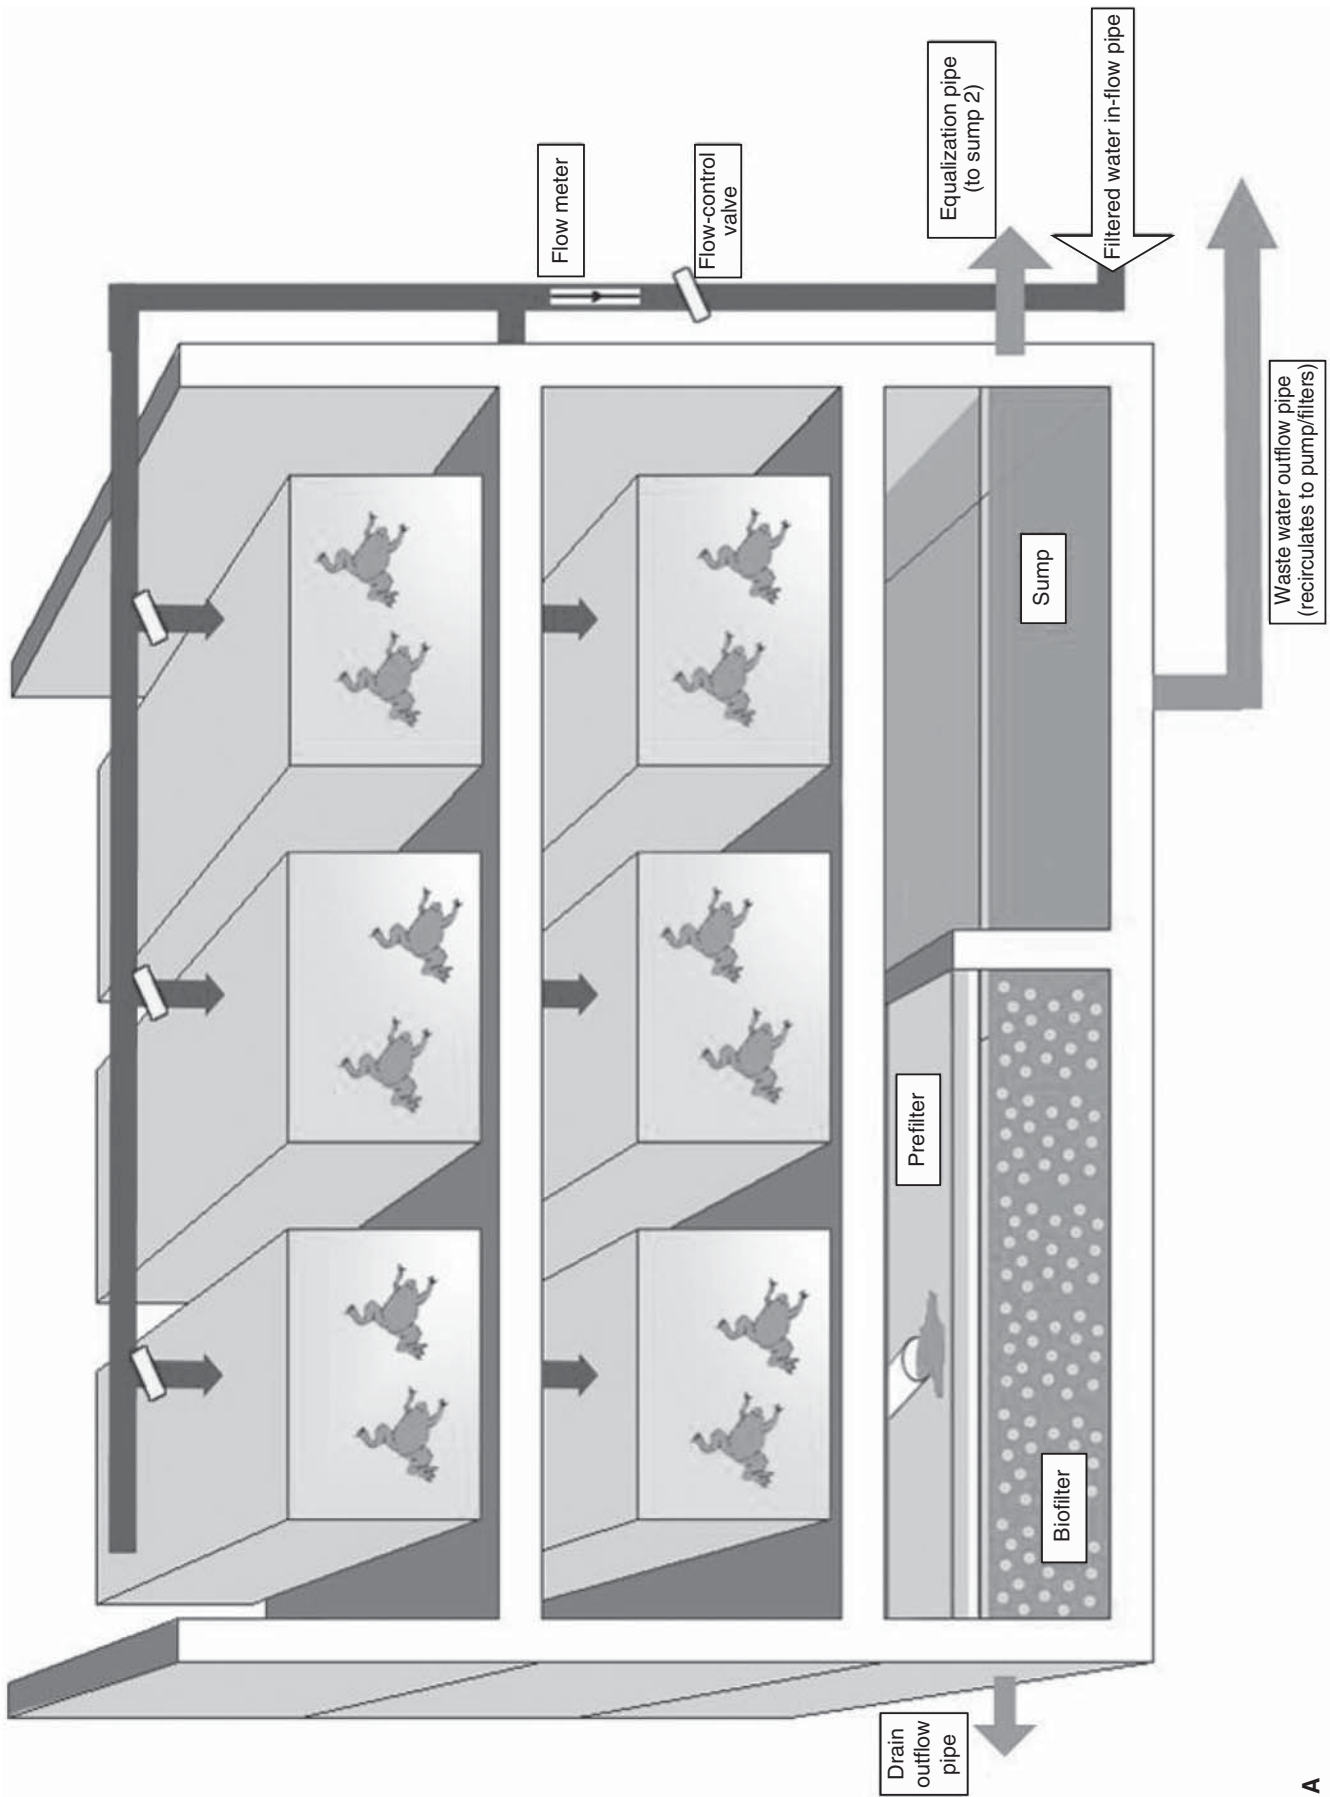 Flow meter
Flow-control
valve
Equalization pipe
(to sump 2)
Filtered water in-flow pipe
Waste water outflow pipe
(recirculates to pump/filters)
Sump
Prefilter
Biofilter
Drain
outflow
pipe
A